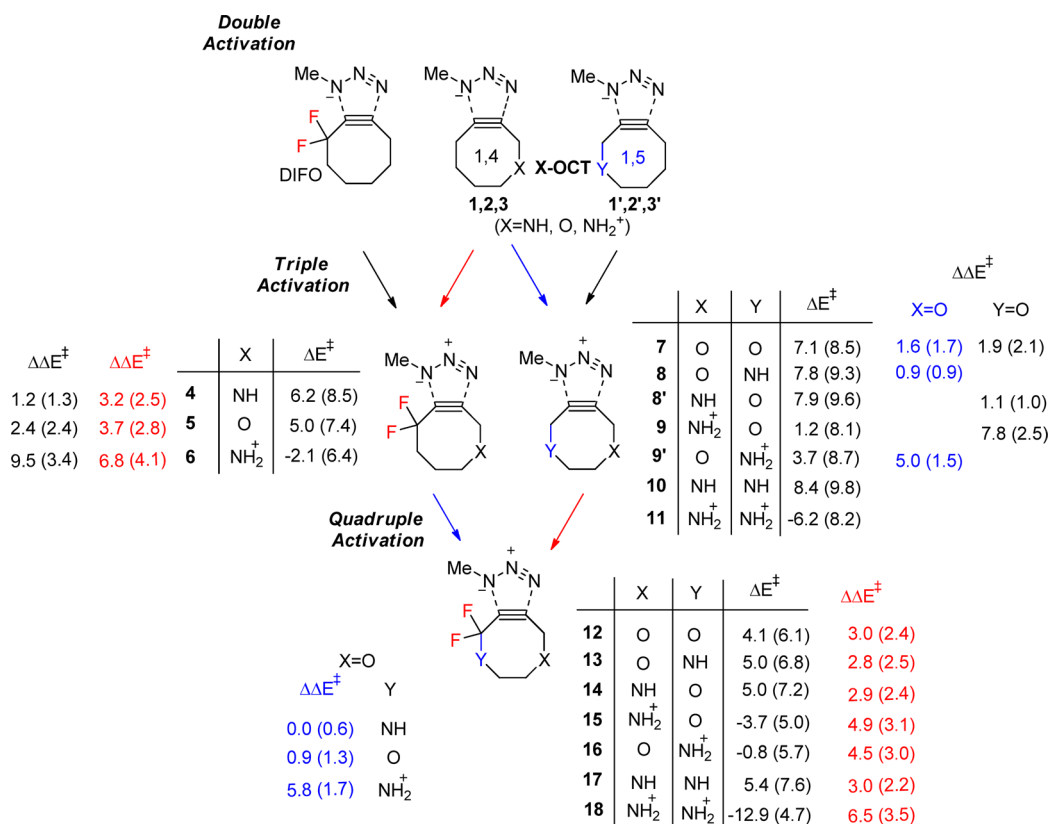 Double
Activation
Me N N N
−
F
F
DIFO
Me N N N
−
1,4
X
1,2,3
X-OCT
Me N N N
−
1,5
Y
1',2',3'
(X=NH, O, NH2+)
Triple
Activation
ΔΔE‡ ΔΔE‡ X ΔE‡
1.2 (1.3) 3.2 (2.5) 4 NH 6.2 (8.5)
2.4 (2.4) 3.7 (2.8) 5 O 5.0 (7.4)
9.5 (3.4) 6.8 (4.1) 6 NH2+ -2.1 (6.4)
+
Me N N N
−
F
F
X
+
Me N N N
−
Y
X
ΔΔE‡
X Y ΔE‡ X=O Y=O
7 O O 7.1 (8.5) 1.6 (1.7) 1.9 (2.1)
8 O NH 7.8 (9.3) 0.9 (0.9)
8' NH O 7.9 (9.6) 1.1 (1.0)
9 NH2+ O 1.2 (8.1) 7.8 (2.5)
9' O NH2+ 3.7 (8.7) 5.0 (1.5)
10 NH NH 8.4 (9.8)
11 NH2+ NH2+ -6.2 (8.2)
Quadruple
Activation
+
Me N N N
−
F
F
Y
X
X=O
ΔΔE‡ Y
0.0 (0.6) NH
0.9 (1.3) O
5.8 (1.7) NH2+
X Y ΔE‡ ΔΔE‡
12 O O 4.1 (6.1) 3.0 (2.4)
13 O NH 5.0 (6.8) 2.8 (2.5)
14 NH O 5.0 (7.2) 2.9 (2.4)
15 NH2+ O -3.7 (5.0) 4.9 (3.1)
16 O NH2+ -0.8 (5.7) 4.5 (3.0)
17 NH NH 5.4 (7.6) 3.0 (2.2)
18 NH2+ NH2+ -12.9 (4.7) 6.5 (3.5)